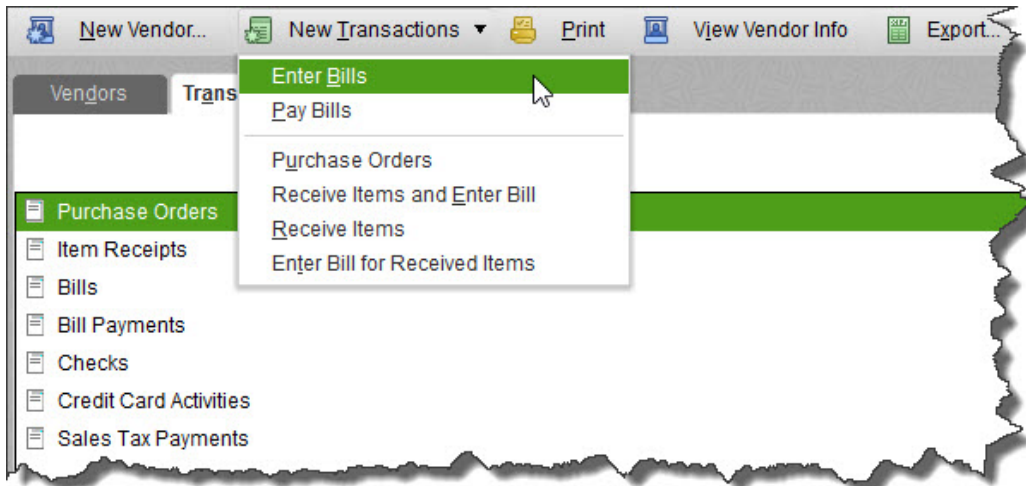 New Vendor... New Transactions Print View Vendor Info Export...
Vendors Trans
Enter Bills
Pay Bills
Purchase Orders
Receive Items and Enter Bill
Receive Items
Enter Bill for Received Items
Purchase Orders
Item Receipts
Bills
Bill Payments
Checks
Credit Card Activities
Sales Tax Payments